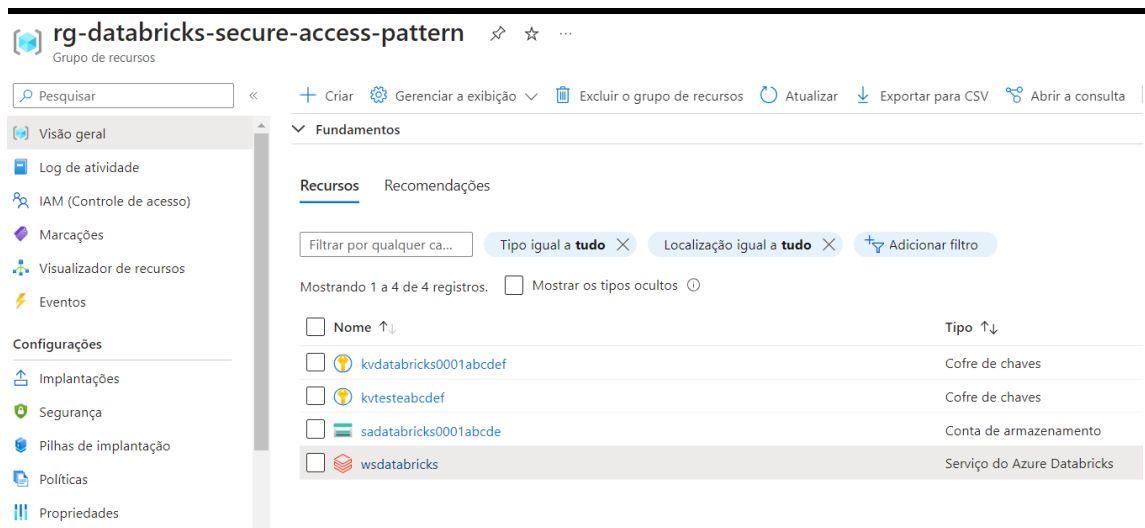 rg-databricks-secure-access-pattern
Grupo de recursos
Pesquisar
Criar Gerenciar a exibição Excluir o grupo de recursos Atualizar Exportar para CSV Abrir a consulta
Fundamentos
Visão geral
Log de atividade
IAM (Controle de acesso)
Marcações
Visualizador de recursos
Eventos
Configurações
Implantações
Segurança
Pilhas de implantação
Políticas
Propriedades
Recursos Recomendações
Filtrar por qualquer ca... Tipo igual a tudo Localização igual a tudo Adicionar filtro
Mostrando 1 a 4 de 4 registros. Mostrar os tipos ocultos
Nome Tipo
kvdatabricks0001abcdef Cofre de chaves
kvtesteabcdef Cofre de chaves
sadatabricks0001abcde Conta de armazenamento
wsdatabricks Serviço do Azure Databricks